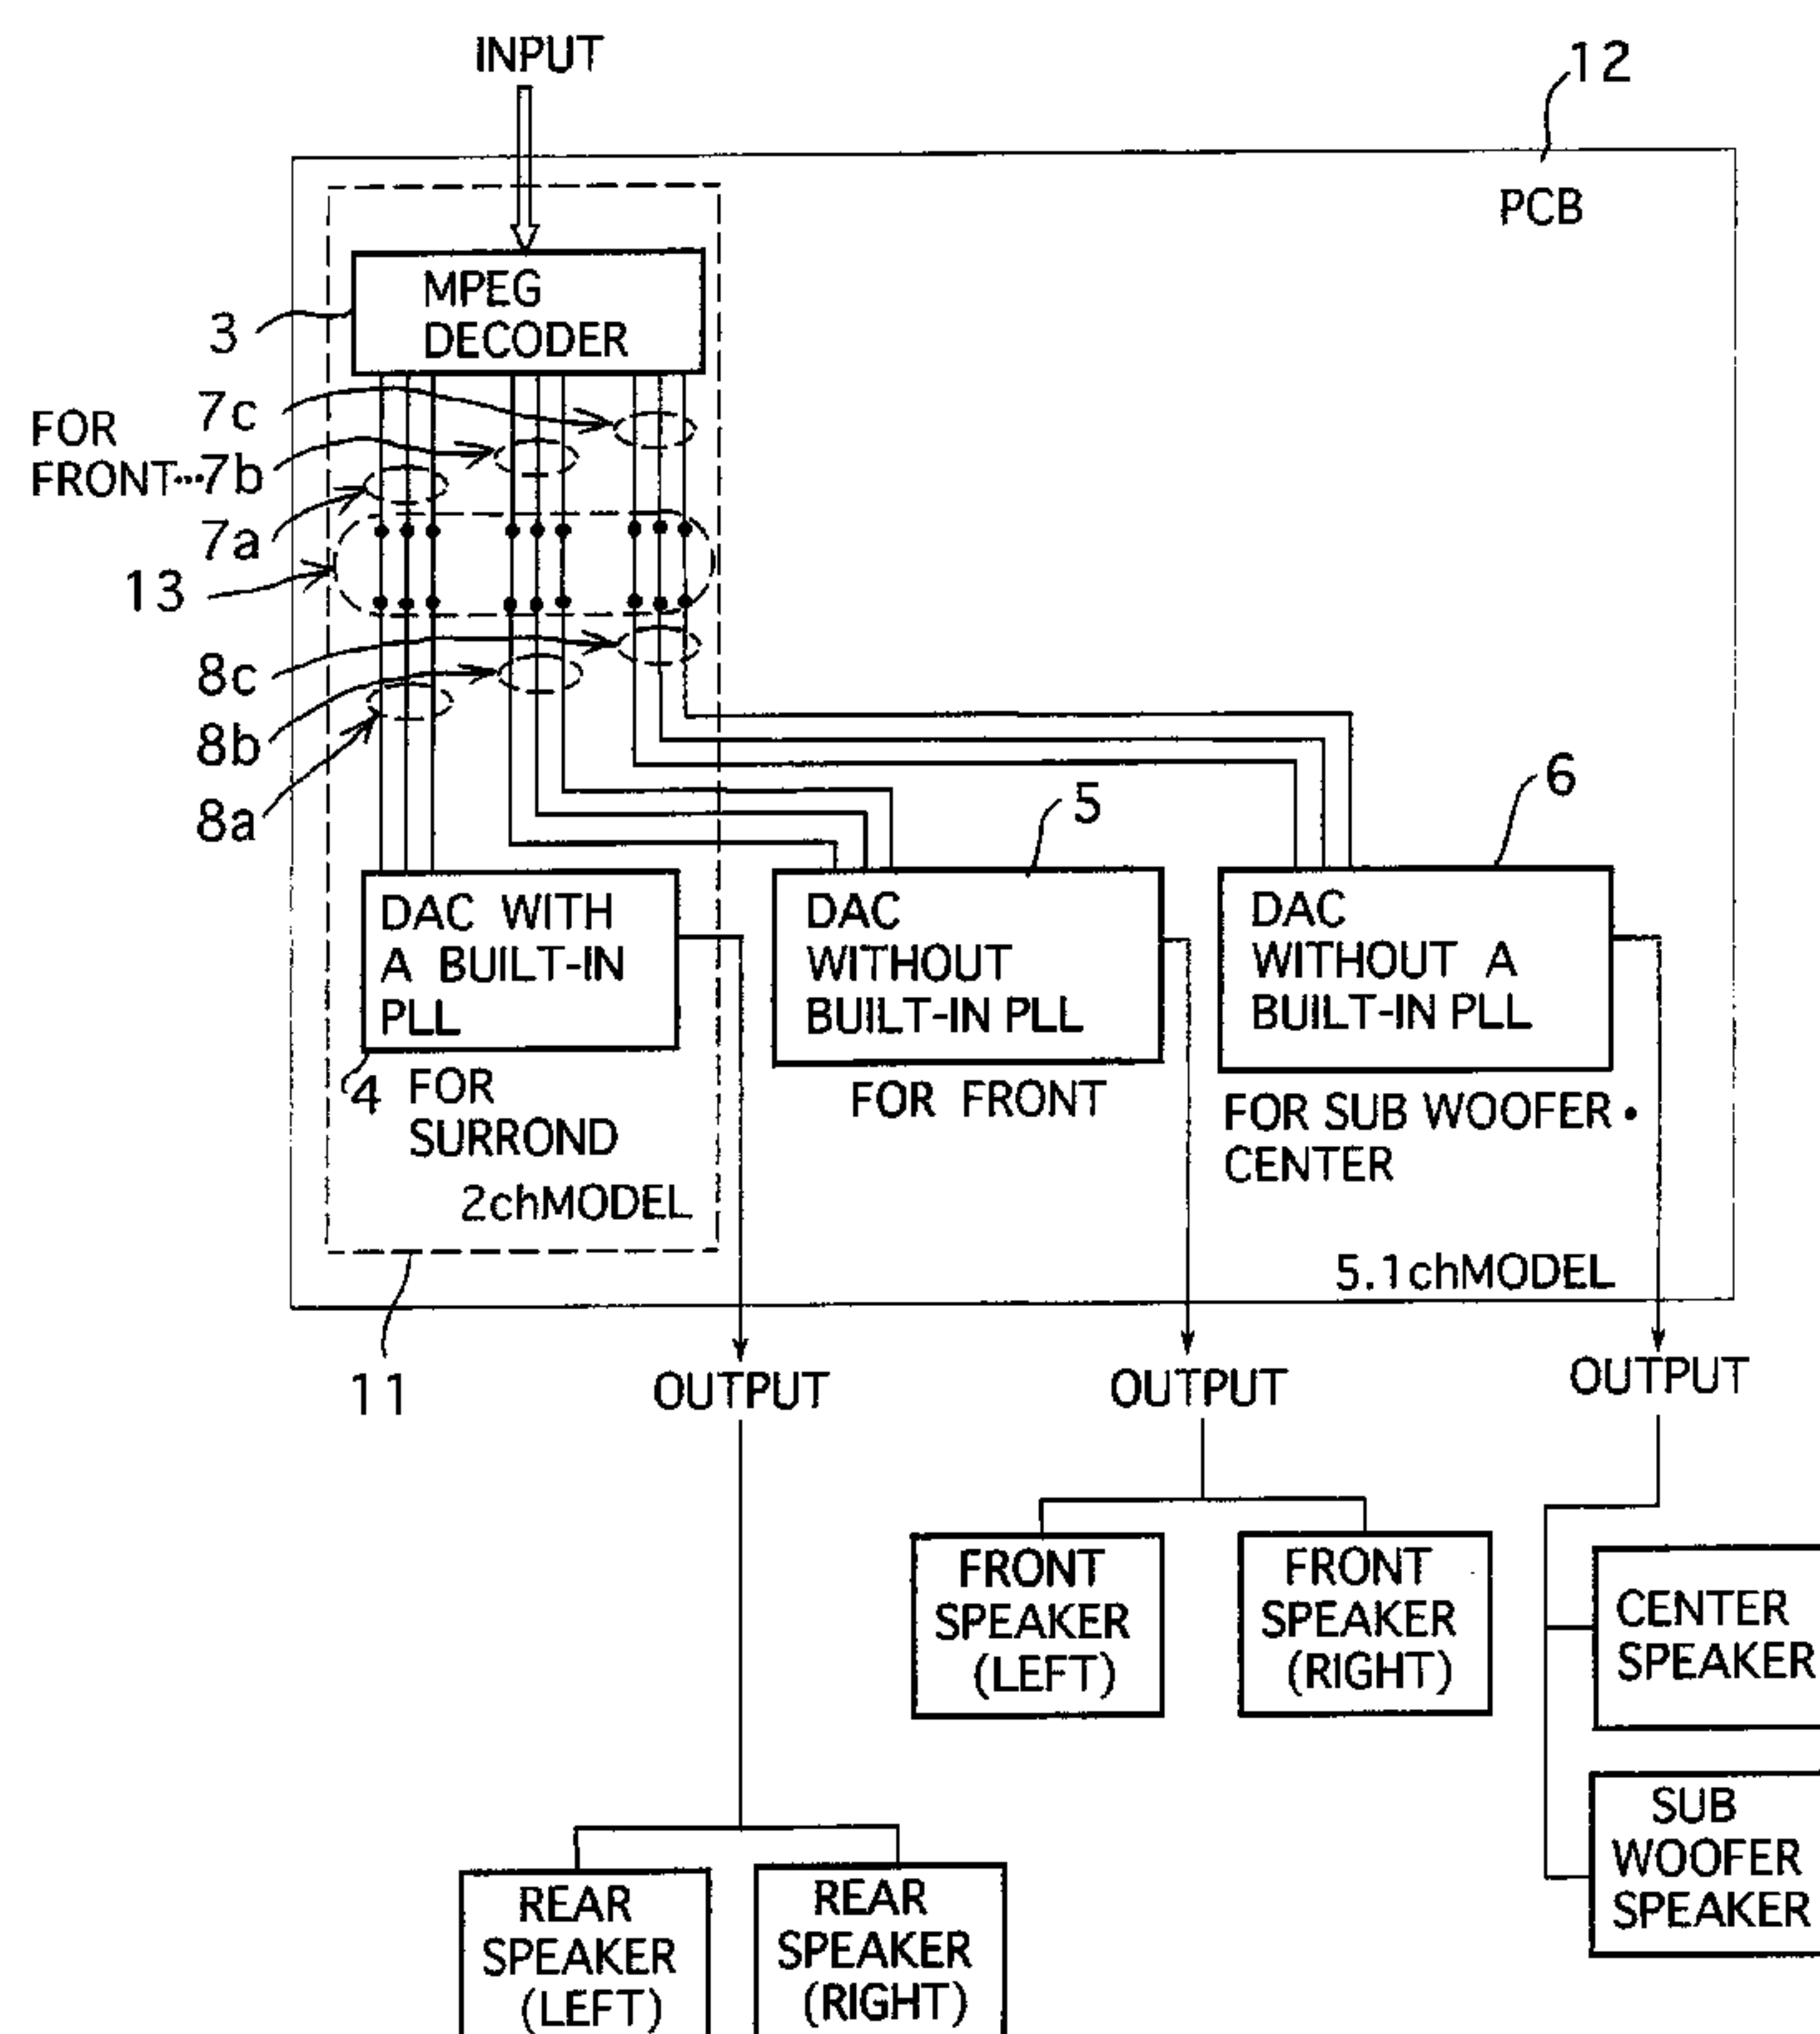 INPUT
12
PCB
MPEG
DECODER
3
7c
FOR
FRONT···7b
7a
13
8c
8b
8a
5
6
DAC WITH
A BUILT-IN
PLL
DAC
WITHOUT
BUILT-IN PLL
DAC
WITHOUT A
BUILT-IN PLL
4
FOR
SURROND
FOR FRONT
FOR SUB WOOFER •
CENTER
2chMODEL
5.1chMODEL
11
OUTPUT
OUTPUT
OUTPUT
FRONT
SPEAKER
(LEFT)
FRONT
SPEAKER
(RIGHT)
CENTER
SPEAKER
SUB
WOOFER
SPEAKER
REAR
SPEAKER
(LEFT)
REAR
SPEAKER
(RIGHT)